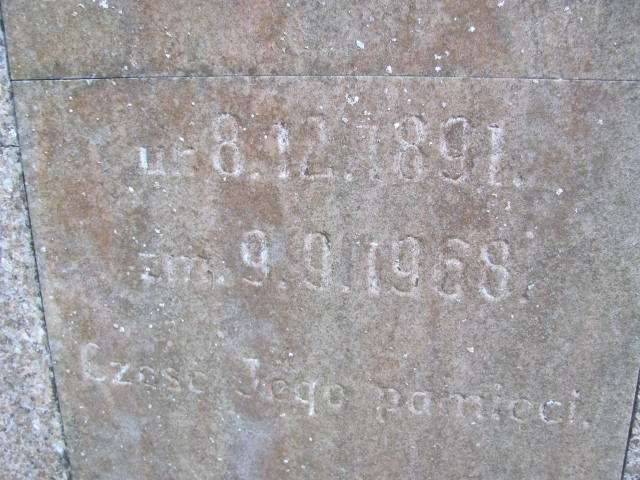 ur. 8.12.1891.
zm. 9.9.1968.
Cześć Jego pamięci.